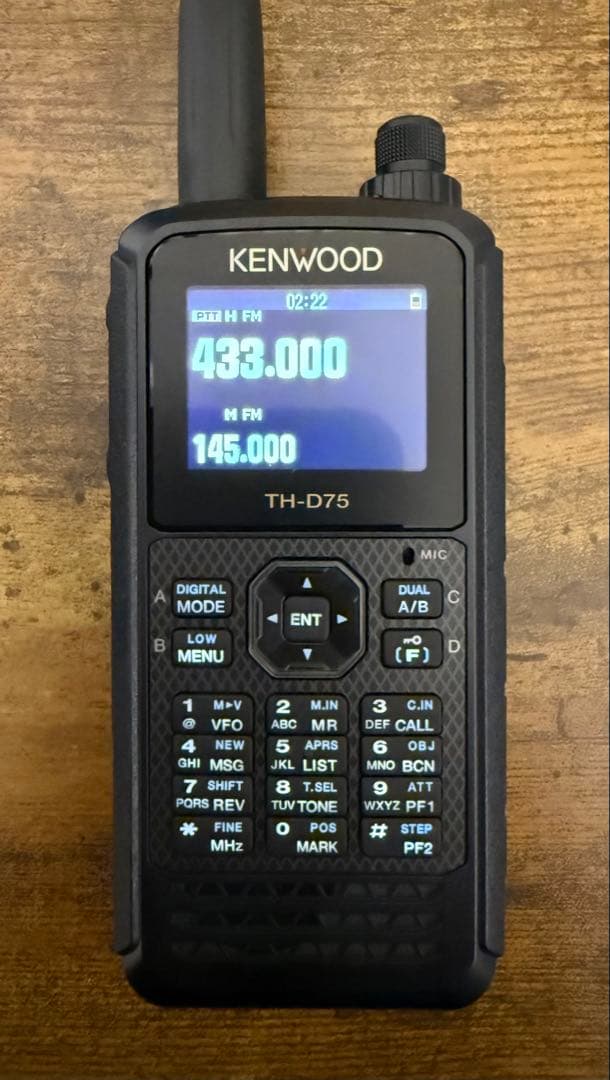 KENWOOD
02:22
PTT H FM
433.000
M FM
145.000
TH-D75
MIC
A DIGITAL MODE
DUAL A/B C
ENT
B LOW MENU
(F) D
1 M►V
@ VFO
2 M.IN
ABC MR
3 C.IN
DEF CALL
4 NEW
GHI MSG
5 APRS
JKL LIST
6 OBJ
MNO BCN
7 SHIFT
PQRS REV
8 T.SEL
TUV TONE
9 ATT
WXYZ PF1
* FINE
MHz
0 POS
MARK
# STEP
PF2